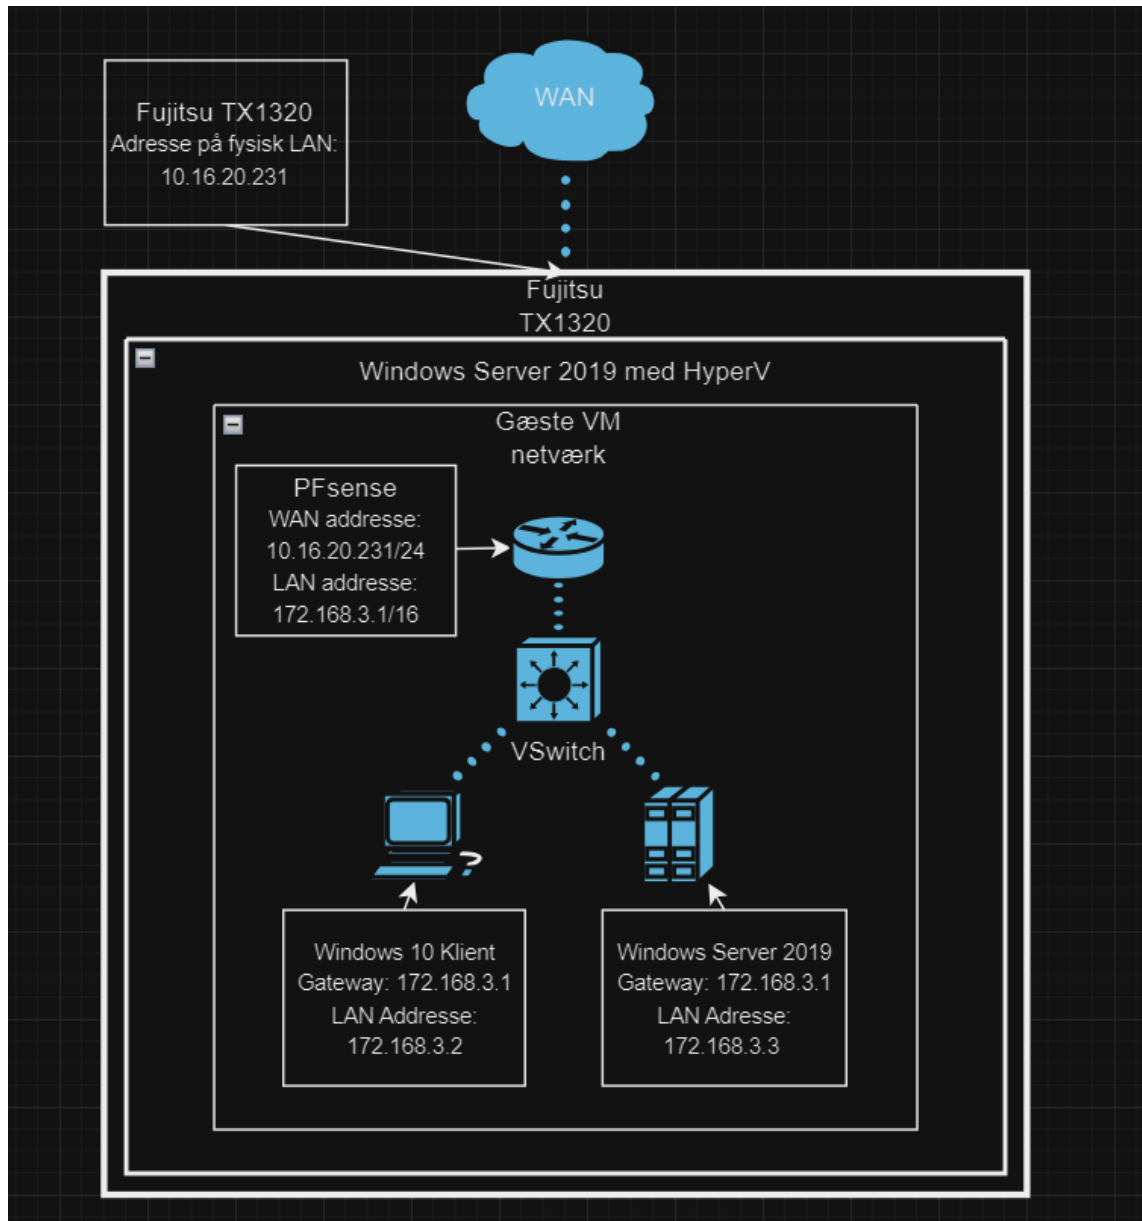 WAN
Fujitsu TX1320
Adresse på fysisk LAN:
10.16.20.231
Fujitsu
TX1320
Windows Server 2019 med HyperV
Gæste VM
netværk
PFsense
WAN addresse:
10.16.20.231/24
LAN addresse:
172.168.3.1/16
VSwitch
?
Windows 10 Klient
Gateway: 172.168.3.1
LAN Addresse:
172.168.3.2
Windows Server 2019
Gateway: 172.168.3.1
LAN Adresse:
172.168.3.3